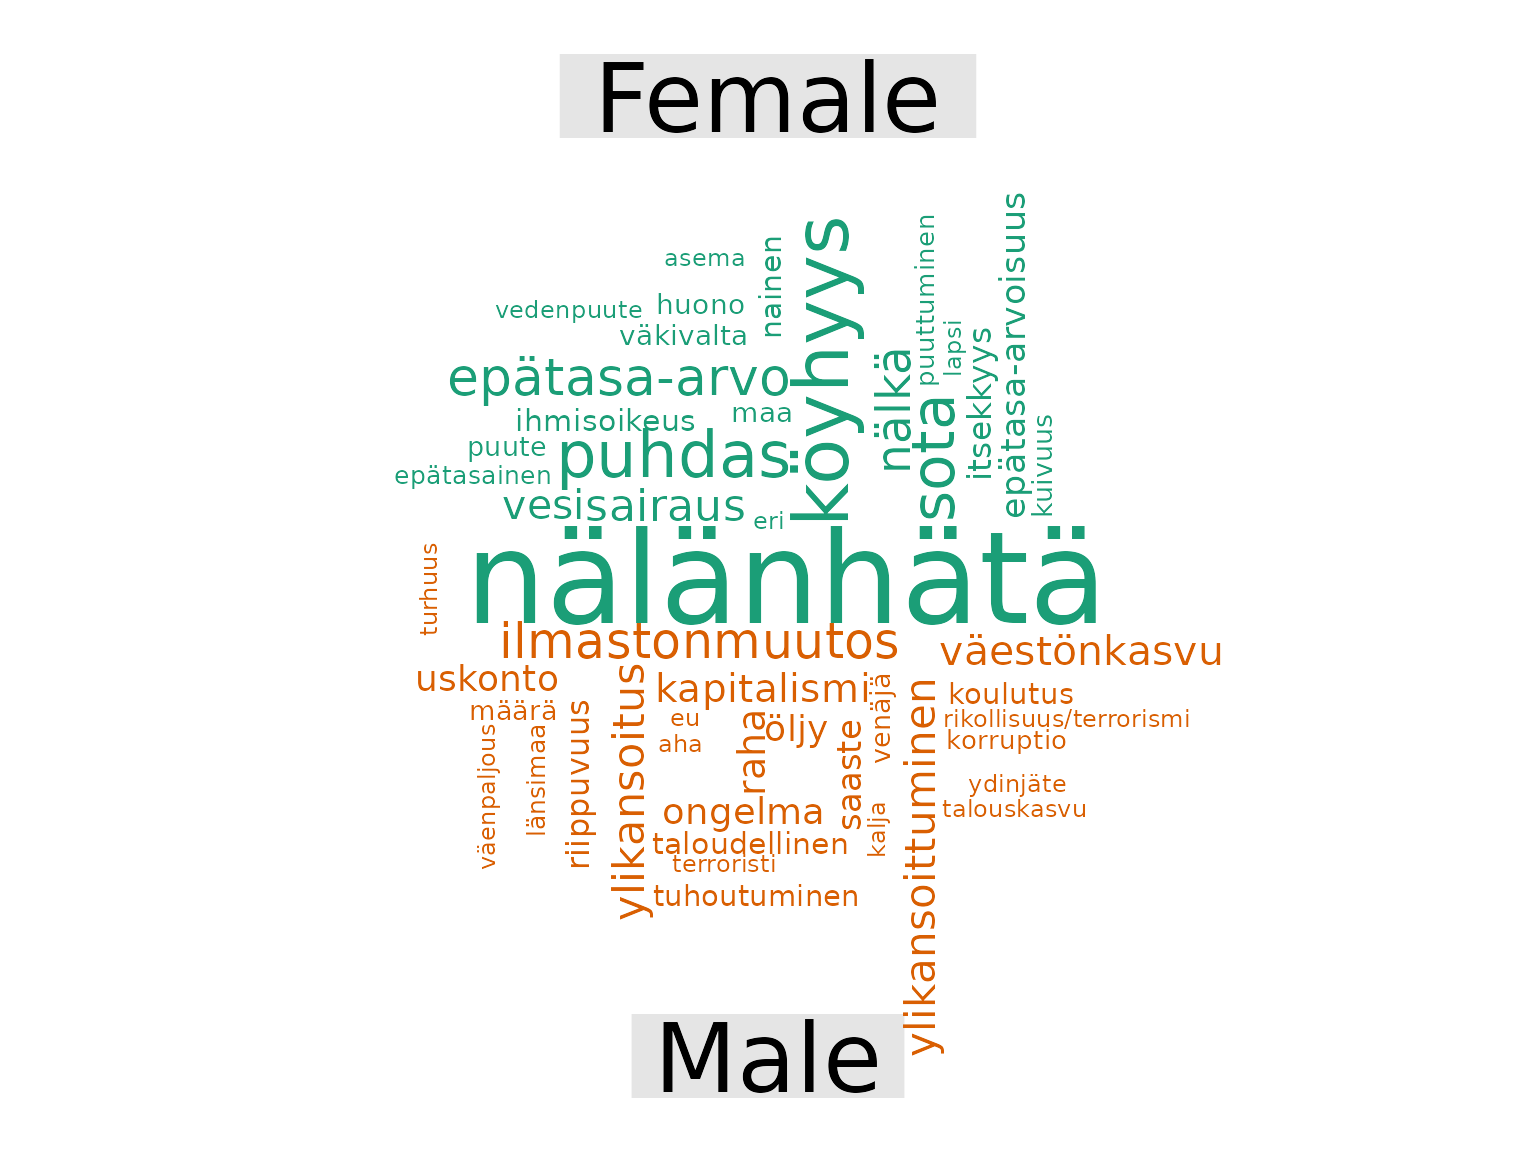 Female
asema
nainen
köyhyys
puuttuminen
epätasa-arvoisuus
vedenpuute
huono
väkivalta
lapsi
itsekkyys
nälkä
epätasa-arvo
maa
ihmisoikeus
sota
puute
puhdas
kuivuus
epätasainen
vesisairaus
eri
nälänhätä
turhuus
ilmastonmuutos
väestönkasvu
uskonto
ylikansoitus
kapitalismi
venäjä
ylikansoittuminen
koulutus
määrä
riippuvuus
eu
raha
öljy
saaste
rikollisuus/terrorismi
väenpaljous
länsimaa
aha
korruptio
ydinjäte
ongelma
kalja
talouskasvu
taloudellinen
terroristi
tuhoutuminen
Male